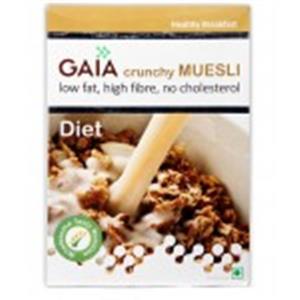 Healthy Breakfast
GAIA crunchy MUESLI
low fat, high fibre, no cholesterol
Diet